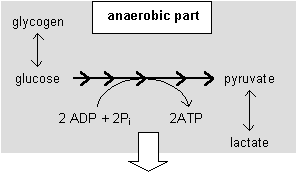 glycogen
anaerobic part
glucose
pyruvate
2 ADP + 2Pi
2ATP
lactate